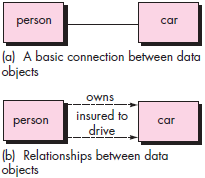 person car
(a) A basic connection between data
objects
owns
person insured to car
drive
(b) Relationships between data
objects